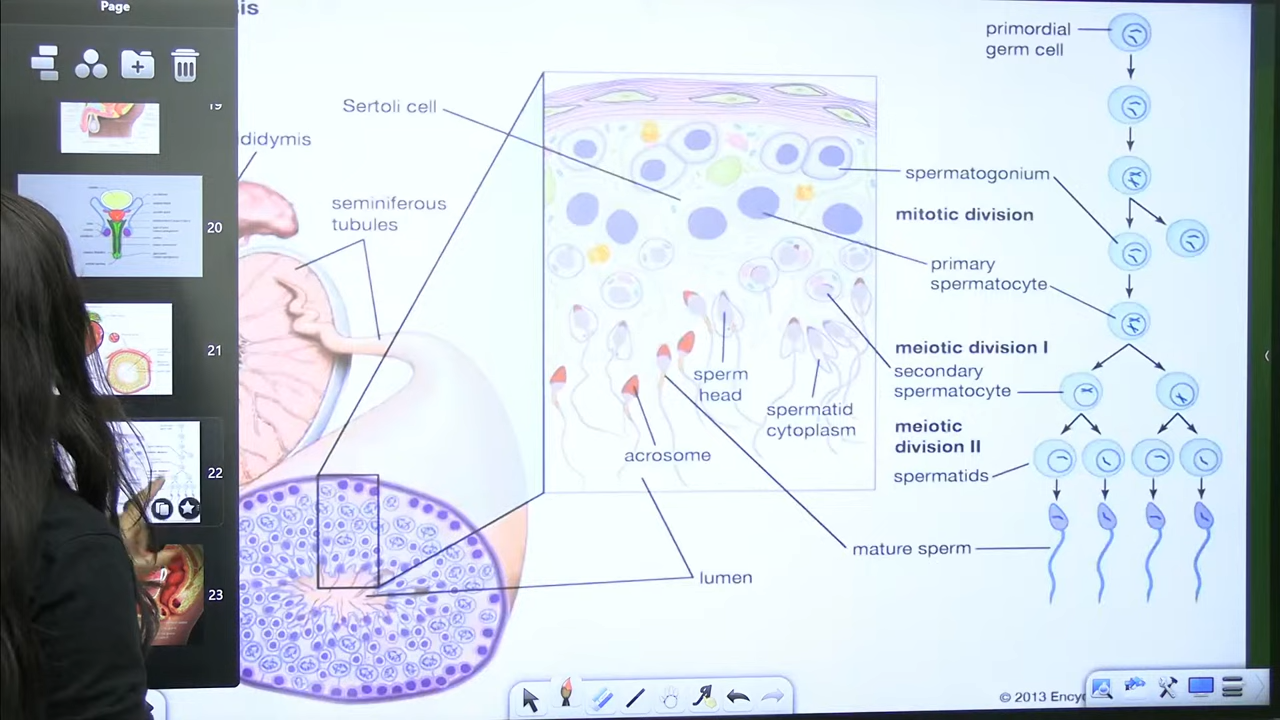 Page
is
19
20
21
22
23
didymis
seminiferous
tubules
Sertoli cell
sperm
head
spermatid
cytoplasm
acrosome
lumen
primordial
germ cell
spermatogonium
mitotic division
primary
spermatocyte
meiotic division I
secondary
spermatocyte
meiotic
division II
spermatids
mature sperm
© 2013 Ency